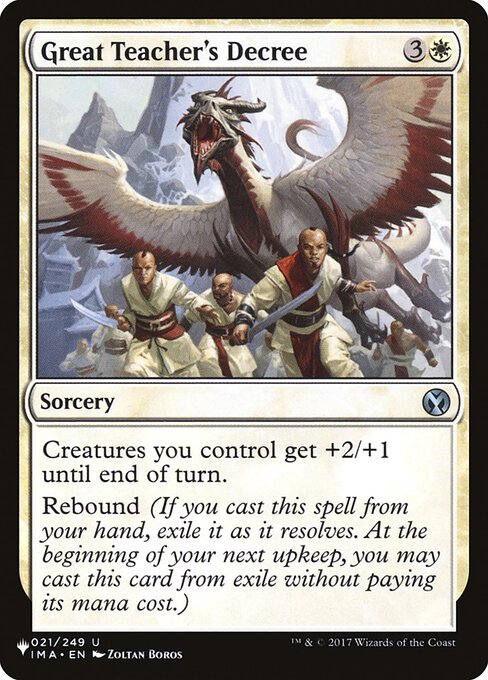 Great Teacher's Decree 3
Sorcery
Creatures you control get +2/+1
until end of turn.
Rebound (If you cast this spell from
your hand, exile it as it resolves. At the
beginning of your next upkeep, you may
cast this card from exile without paying
its mana cost.)
021/249 U
IMA • EN Zoltan Boros
™ & © 2017 Wizards of the Coast